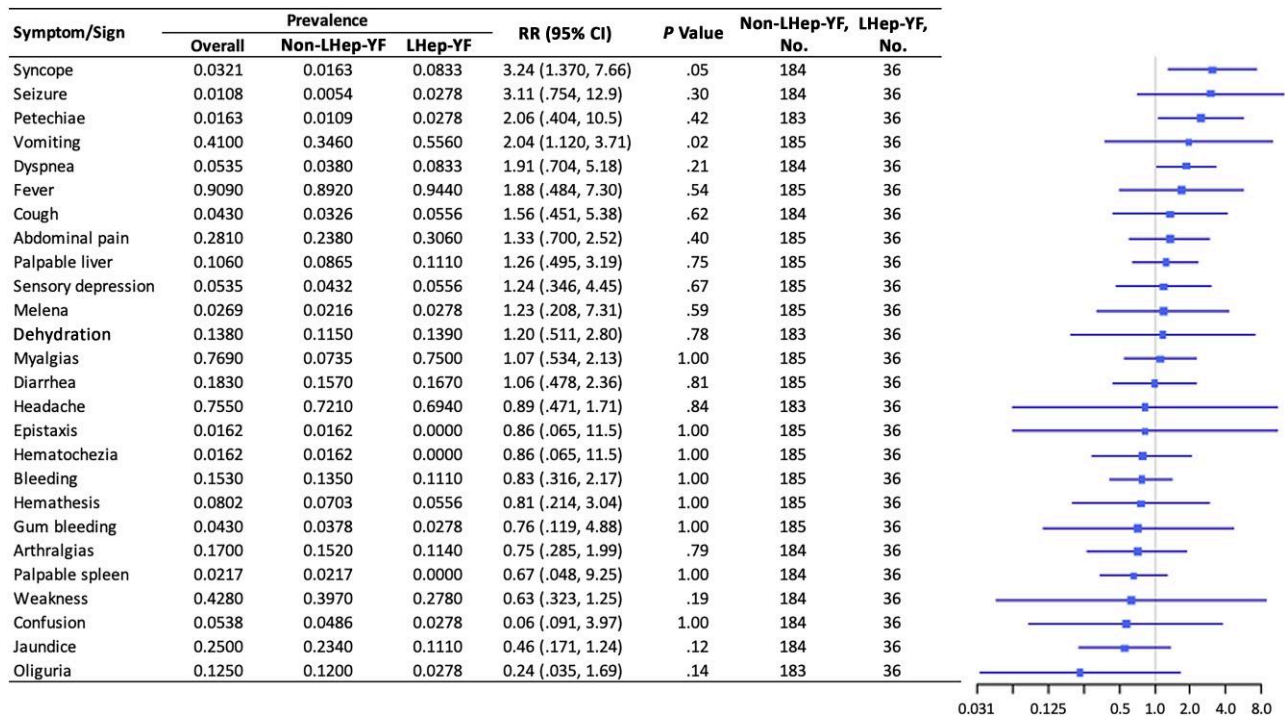 Symptom/Sign Prevalence RR (95% CI) P Value Non-LHep-YF, No. LHep-YF, No.
Overall Non-LHep-YF LHep-YF
Syncope 0.0321 0.0163 0.0833 3.24 (1.370, 7.66) .05 184 36
Seizure 0.0108 0.0054 0.0278 3.11 (.754, 12.9) .30 184 36
Petechiae 0.0163 0.0109 0.0278 2.06 (.404, 10.5) .42 183 36
Vomiting 0.4100 0.3460 0.5560 2.04 (1.120, 3.71) .02 185 36
Dyspnea 0.0535 0.0380 0.0833 1.91 (.704, 5.18) .21 184 36
Fever 0.9090 0.8920 0.9440 1.88 (.484, 7.30) .54 185 36
Cough 0.0430 0.0326 0.0556 1.56 (.451, 5.38) .62 184 36
Abdominal pain 0.2810 0.2380 0.3060 1.33 (.700, 2.52) .40 185 36
Palpable liver 0.1060 0.0865 0.1110 1.26 (.495, 3.19) .75 185 36
Sensory depression 0.0535 0.0432 0.0556 1.24 (.346, 4.45) .67 185 36
Melena 0.0269 0.0216 0.0278 1.23 (.208, 7.31) .59 185 36
Dehydration 0.1380 0.1150 0.1390 1.20 (.511, 2.80) .78 183 36
Myalgias 0.7690 0.0735 0.7500 1.07 (.534, 2.13) 1.00 185 36
Diarrhea 0.1830 0.1570 0.1670 1.06 (.478, 2.36) .81 185 36
Headache 0.7550 0.7210 0.6940 0.89 (.471, 1.71) .84 183 36
Epistaxis 0.0162 0.0162 0.0000 0.86 (.065, 11.5) 1.00 185 36
Hematochezia 0.0162 0.0162 0.0000 0.86 (.065, 11.5) 1.00 185 36
Bleeding 0.1530 0.1350 0.1110 0.83 (.316, 2.17) 1.00 185 36
Hemathesis 0.0802 0.0703 0.0556 0.81 (.214, 3.04) 1.00 185 36
Gum bleeding 0.0430 0.0378 0.0278 0.76 (.119, 4.88) 1.00 185 36
Arthralgias 0.1700 0.1520 0.1140 0.75 (.285, 1.99) .79 184 36
Palpable spleen 0.0217 0.0217 0.0000 0.67 (.048, 9.25) 1.00 184 36
Weakness 0.4280 0.3970 0.2780 0.63 (.323, 1.25) .19 184 36
Confusion 0.0538 0.0486 0.0278 0.06 (.091, 3.97) 1.00 184 36
Jaundice 0.2500 0.2340 0.1110 0.46 (.171, 1.24) .12 184 36
Oliguria 0.1250 0.1200 0.0278 0.24 (.035, 1.69) .14 183 36
0.031 0.125 0.5 1.0 2.0 4.0 8.0